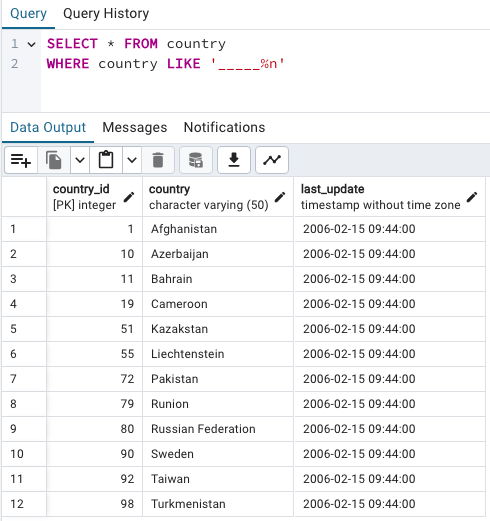 Query Query History
1 SELECT * FROM country
2 WHERE country LIKE '_____%n'
Data Output Messages Notifications
country_id country last_update
[PK] integer character varying (50) timestamp without time zone
1 1 Afghanistan 2006-02-15 09:44:00
2 10 Azerbaijan 2006-02-15 09:44:00
3 11 Bahrain 2006-02-15 09:44:00
4 19 Cameroon 2006-02-15 09:44:00
5 51 Kazakstan 2006-02-15 09:44:00
6 55 Liechtenstein 2006-02-15 09:44:00
7 72 Pakistan 2006-02-15 09:44:00
8 79 Runion 2006-02-15 09:44:00
9 80 Russian Federation 2006-02-15 09:44:00
10 90 Sweden 2006-02-15 09:44:00
11 92 Taiwan 2006-02-15 09:44:00
12 98 Turkmenistan 2006-02-15 09:44:00